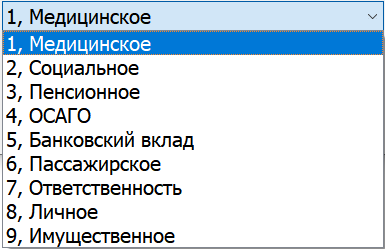 1, Медицинское
1, Медицинское
2, Социальное
3, Пенсионное
4, ОСАГО
5, Банковский вклад
6, Пассажирское
7, Ответственность
8, Личное
9, Имущественное